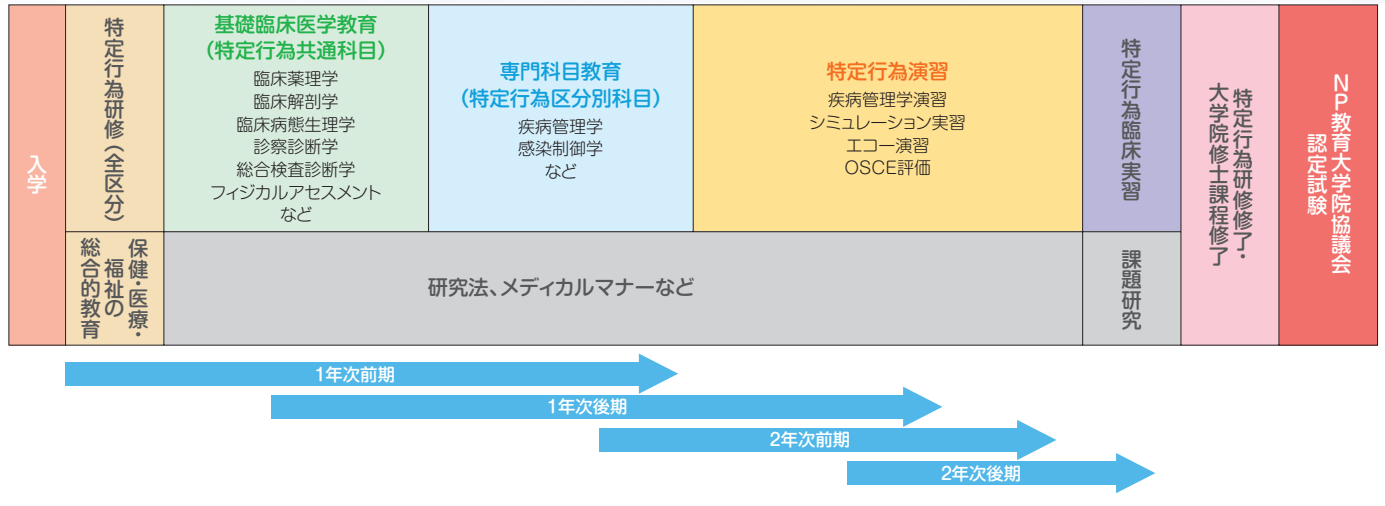 入学
特定行為研修（全区分）
保健・医療・
福祉の
総合的教育
基礎臨床医学教育
（特定行為共通科目）
臨床薬理学
臨床解剖学
臨床病態生理学
診察診断学
総合検査診断学
フィジカルアセスメント
など
専門科目教育
（特定行為区分別科目）
疾病管理学
感染制御学
など
特定行為演習
疾病管理学演習
シミュレーション実習
エコー演習
OSCE評価
研究法、メディカルマナーなど
特定行為臨床実習
課題研究
特定行為研修修了・
大学院修士課程修了
NP教育大学院協議会
認定試験
1年次前期
1年次後期
2年次前期
2年次後期